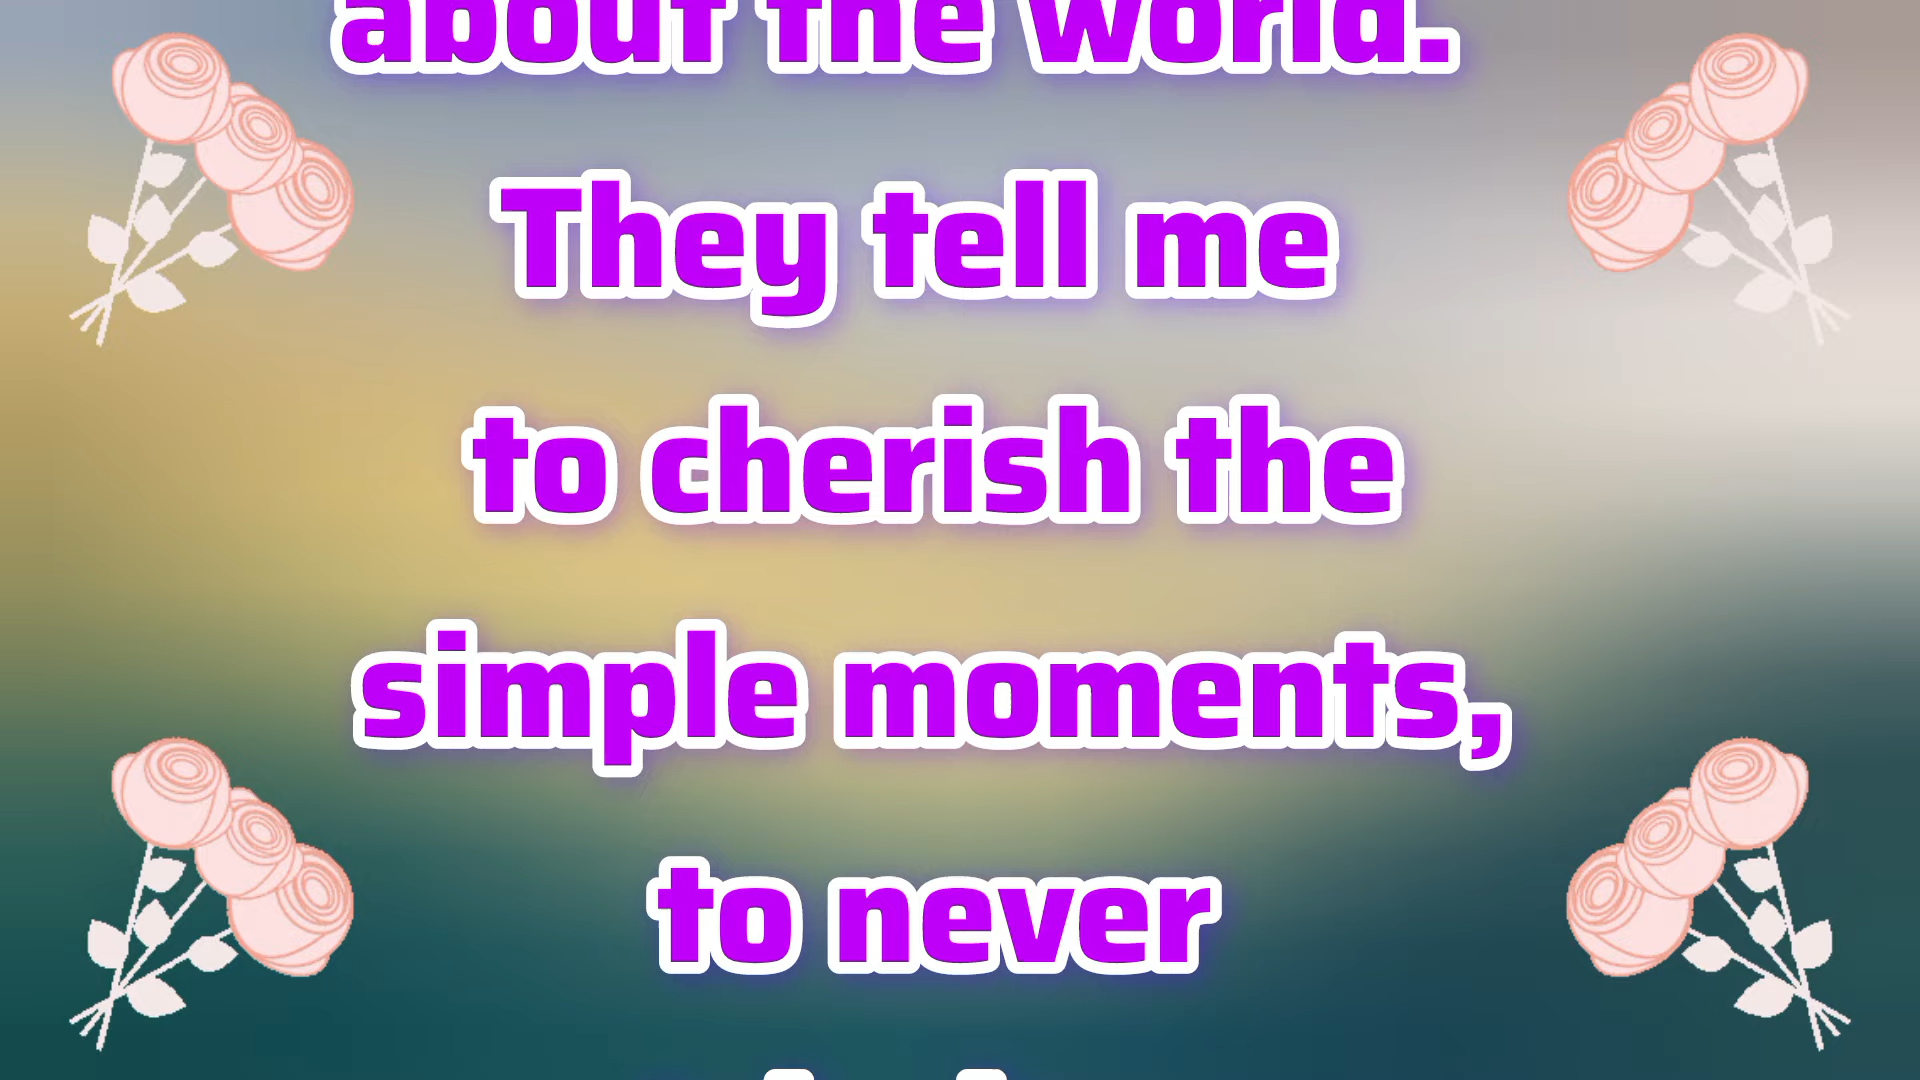 about the world.
They tell me
to cherish the
simple moments,
to never